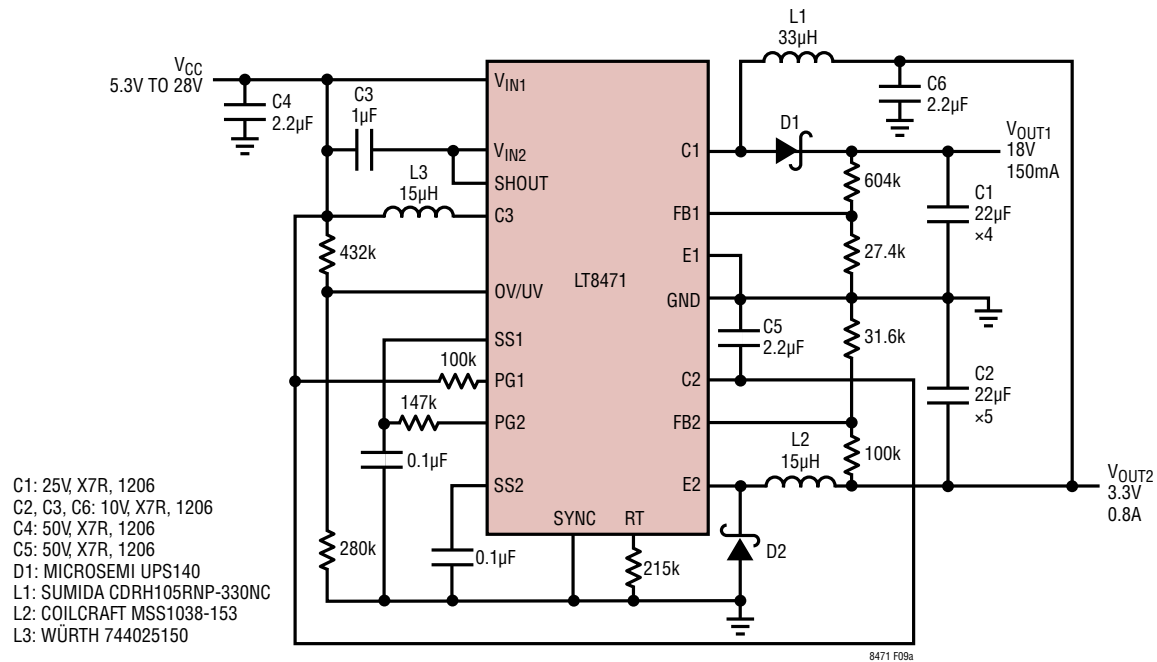 L1
33µH
VCC
5.3V TO 28V
C4
2.2µF
C3
1µF
VIN1
VIN2
SHOUT
L3
15µH
C3
432k
OV/UV
SS1
100k
PG1
147k
PG2
0.1µF
SS2
0.1µF
280k
SYNC
RT
215k
LT8471
C1
FB1
E1
GND
C2
FB2
E2
D1
C6
2.2µF
VOUT1
18V
150mA
604k
27.4k
C1
22µF
×4
C5
2.2µF
31.6k
C2
22µF
×5
L2
15µH
100k
VOUT2
3.3V
0.8A
D2
C1: 25V, X7R, 1206
C2, C3, C6: 10V, X7R, 1206
C4: 50V, X7R, 1206
C5: 50V, X7R, 1206
D1: MICROSEMI UPS140
L1: SUMIDA CDRH105RNP-330NC
L2: COILCRAFT MSS1038-153
L3: WÜRTH 744025150
8471 F09a